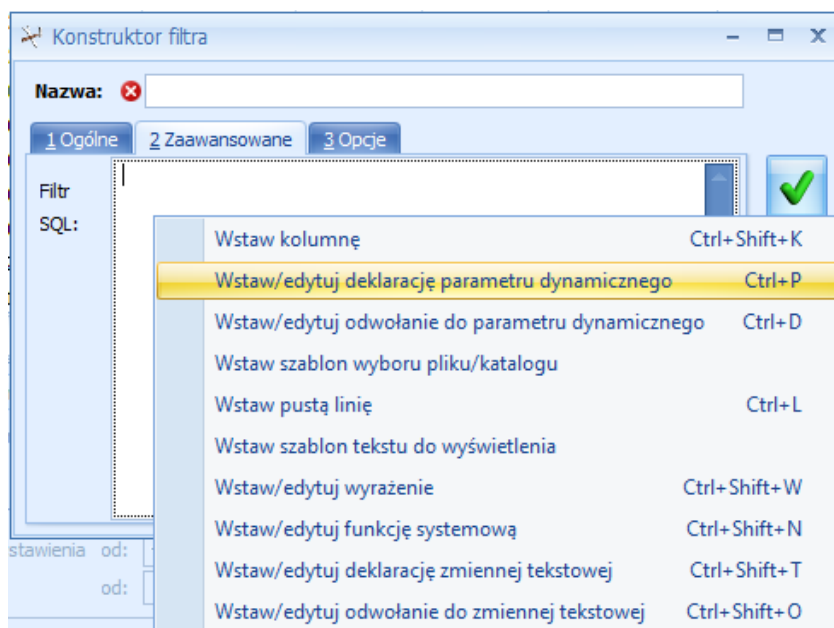 Konstruktor filtra
Nazwa:
1 Ogólne 2 Zaawansowane 3 Opcje
Filtr
SQL:
Wstaw kolumnę Ctrl+Shift+K
Wstaw/edytuj deklarację parametru dynamicznego Ctrl+P
Wstaw/edytuj odwołanie do parametru dynamicznego Ctrl+D
Wstaw szablon wyboru pliku/katalogu
Wstaw pustą linię Ctrl+L
Wstaw szablon tekstu do wyświetlenia
Wstaw/edytuj wyrażenie Ctrl+Shift+W
Wstaw/edytuj funkcję systemową Ctrl+Shift+N
stawienia od:
Wstaw/edytuj deklarację zmiennej tekstowej Ctrl+Shift+T
od:
Wstaw/edytuj odwołanie do zmiennej tekstowej Ctrl+Shift+O